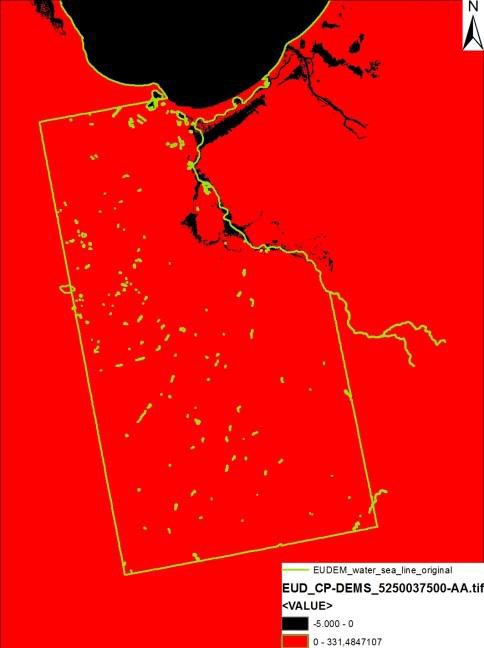 N
EUDEM_water_sea_line_original
EUD_CP-DEMS_5250037500-AA.tif
<VALUE>
-5.000 - 0
0 - 331,4847107